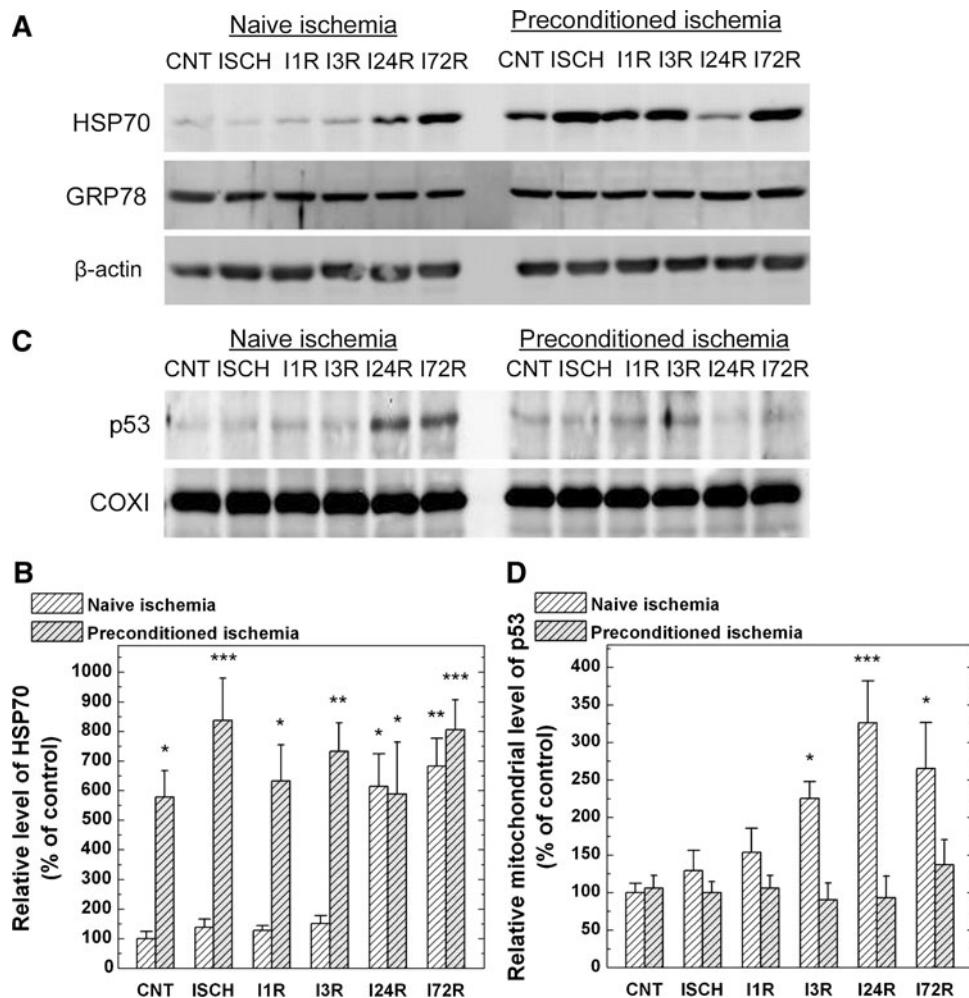 A
Naive ischemia Preconditioned ischemia
CNT ISCH I1R I3R I24R I72R CNT ISCH I1R I3R I24R I72R
HSP70
GRP78
β-actin
C
Naive ischemia Preconditioned ischemia
CNT ISCH I1R I3R I24R I72R CNT ISCH I1R I3R I24R I72R
p53
COXI
B
Naive ischemia
Preconditioned ischemia
Relative level of HSP70
(% of control)
1000
900
800
700
600
500
400
300
200
100
0
* *** * ** * * ** ***
CNT ISCH I1R I3R I24R I72R
D
Naive ischemia
Preconditioned ischemia
Relative mitochondrial level of p53
(% of control)
400
350
300
250
200
150
100
50
0
* *** *
CNT ISCH I1R I3R I24R I72R